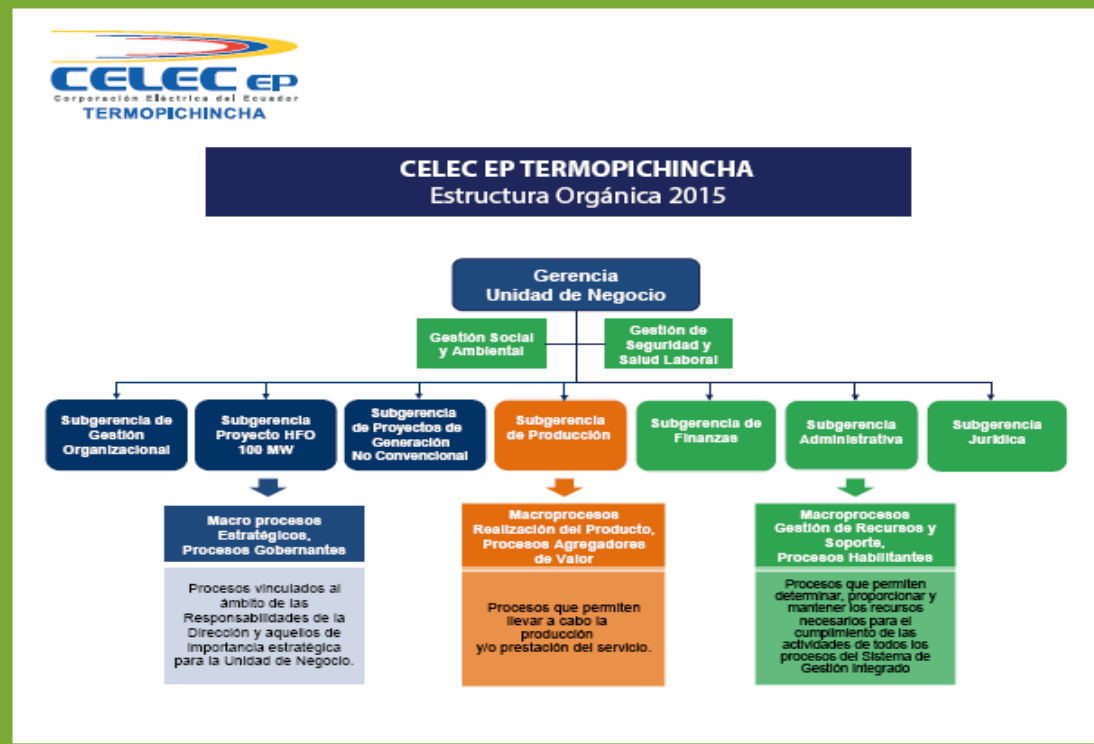 CELEC EP
Corporación Eléctrica del Ecuador
TERMOPICHINCHA
CELEC EP TERMOPICHINCHA
Estructura Orgánica 2015
Gerencia
Unidad de Negocio
Gestión Social
y Ambiental
Gestión de
Seguridad y
Salud Laboral
Subgerencia de
Gestión
Organizacional
Subgerencia
Proyecto HFO
100 MW
Subgerencia
de Proyectos de
Generación
No Convencional
Subgerencia
de Producción
Subgerencia de
Finanzas
Subgerencia
Administrativa
Subgerencia
Jurídica
Macro procesos
Estratégicos,
Procesos Gobernantes
Procesos vinculados al
ámbito de las
Responsabilidades de la
Dirección y aquellos de
importancia estratégica
para la Unidad de Negocio.
Macroprocesos
Realización del Producto,
Procesos Agregadores
de Valor
Procesos que permiten
llevar a cabo la
producción
y/o prestación del servicio.
Macroprocesos
Gestión de Recursos y
Soporte,
Procesos Habilitantes
Procesos que permiten
determinar, proporcionar y
mantener los recursos
necesarios para el
cumplimiento de las
actividades de todos los
procesos del Sistema de
Gestión Integrado